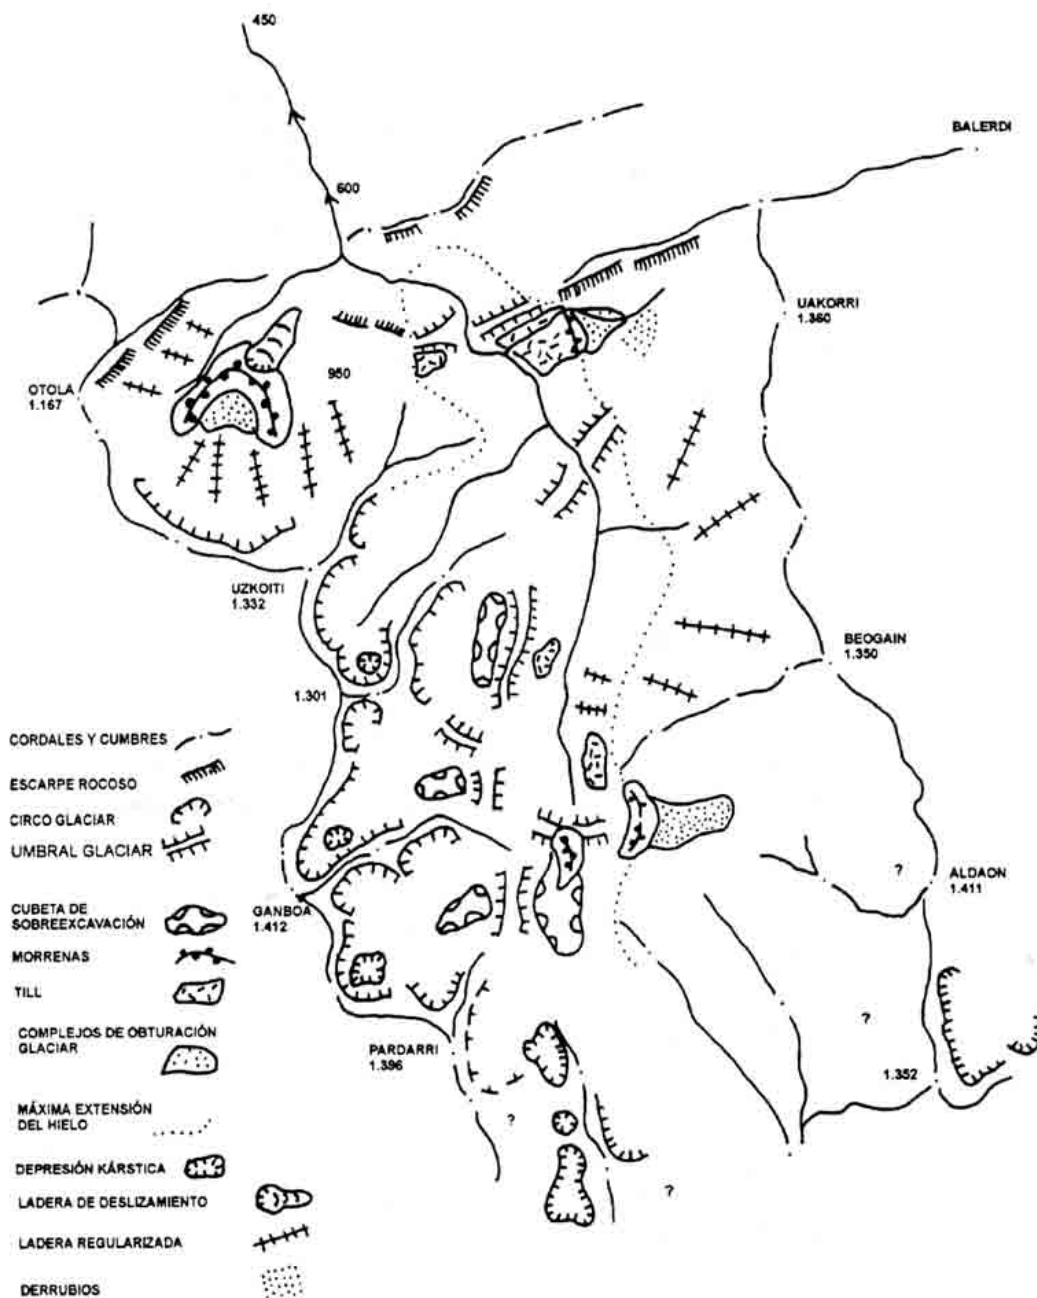 450
600
BALERDI
UAKORRI
1.360
OTOLA
1.167
950
UZKOITI
1.332
BEOGAIN
1.350
1.301
CORDALES Y CUMBRES
ESCARPE ROCOSO
CIRCO GLACIAR
UMBRAL GLACIAR
CUBETA DE
SOBREEXCAVACIÓN
MORRENAS
TILL
COMPLEJOS DE OBTURACIÓN
GLACIAR
MÁXIMA EXTENSIÓN
DEL HIELO
DEPRESIÓN KÁRSTICA
LADERA DE DESLIZAMIENTO
LADERA REGULARIZADA
DERRUBIOS
GANBOA
1.412
?
ALDAON
1.411
?
PARDARRI
1.396
1.352
?
?